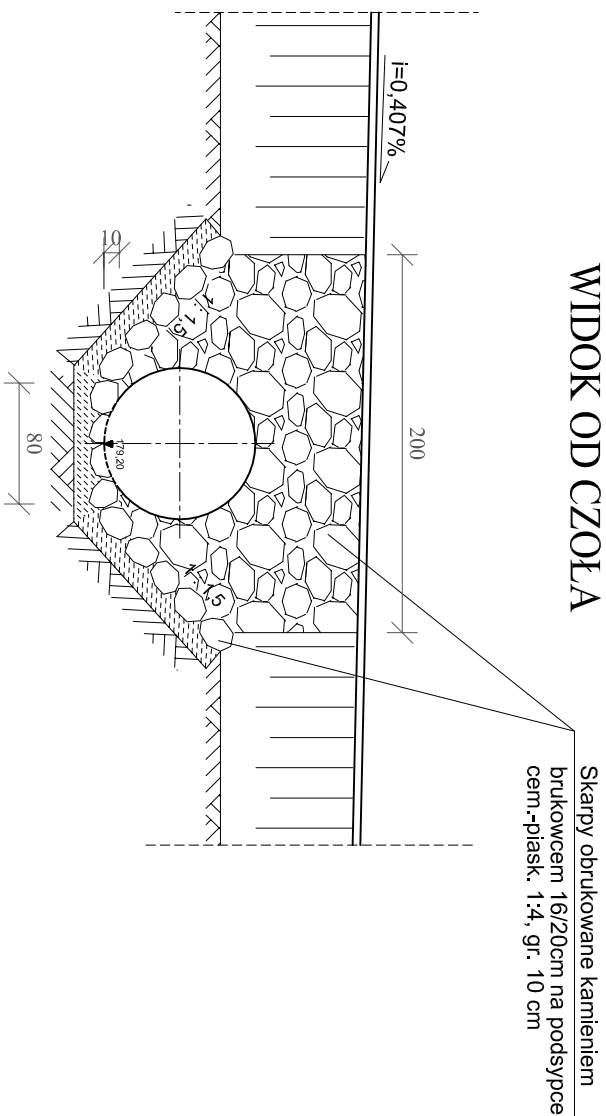 WIDOK OD CZOŁA
Skarpy obrukowane kamieniem
brukowcem 16/20cm na podsypce
cem.-piask. 1:4, gr. 10 cm
i=0,407%
200
1:1,5
1:1,5
10
179,20
80